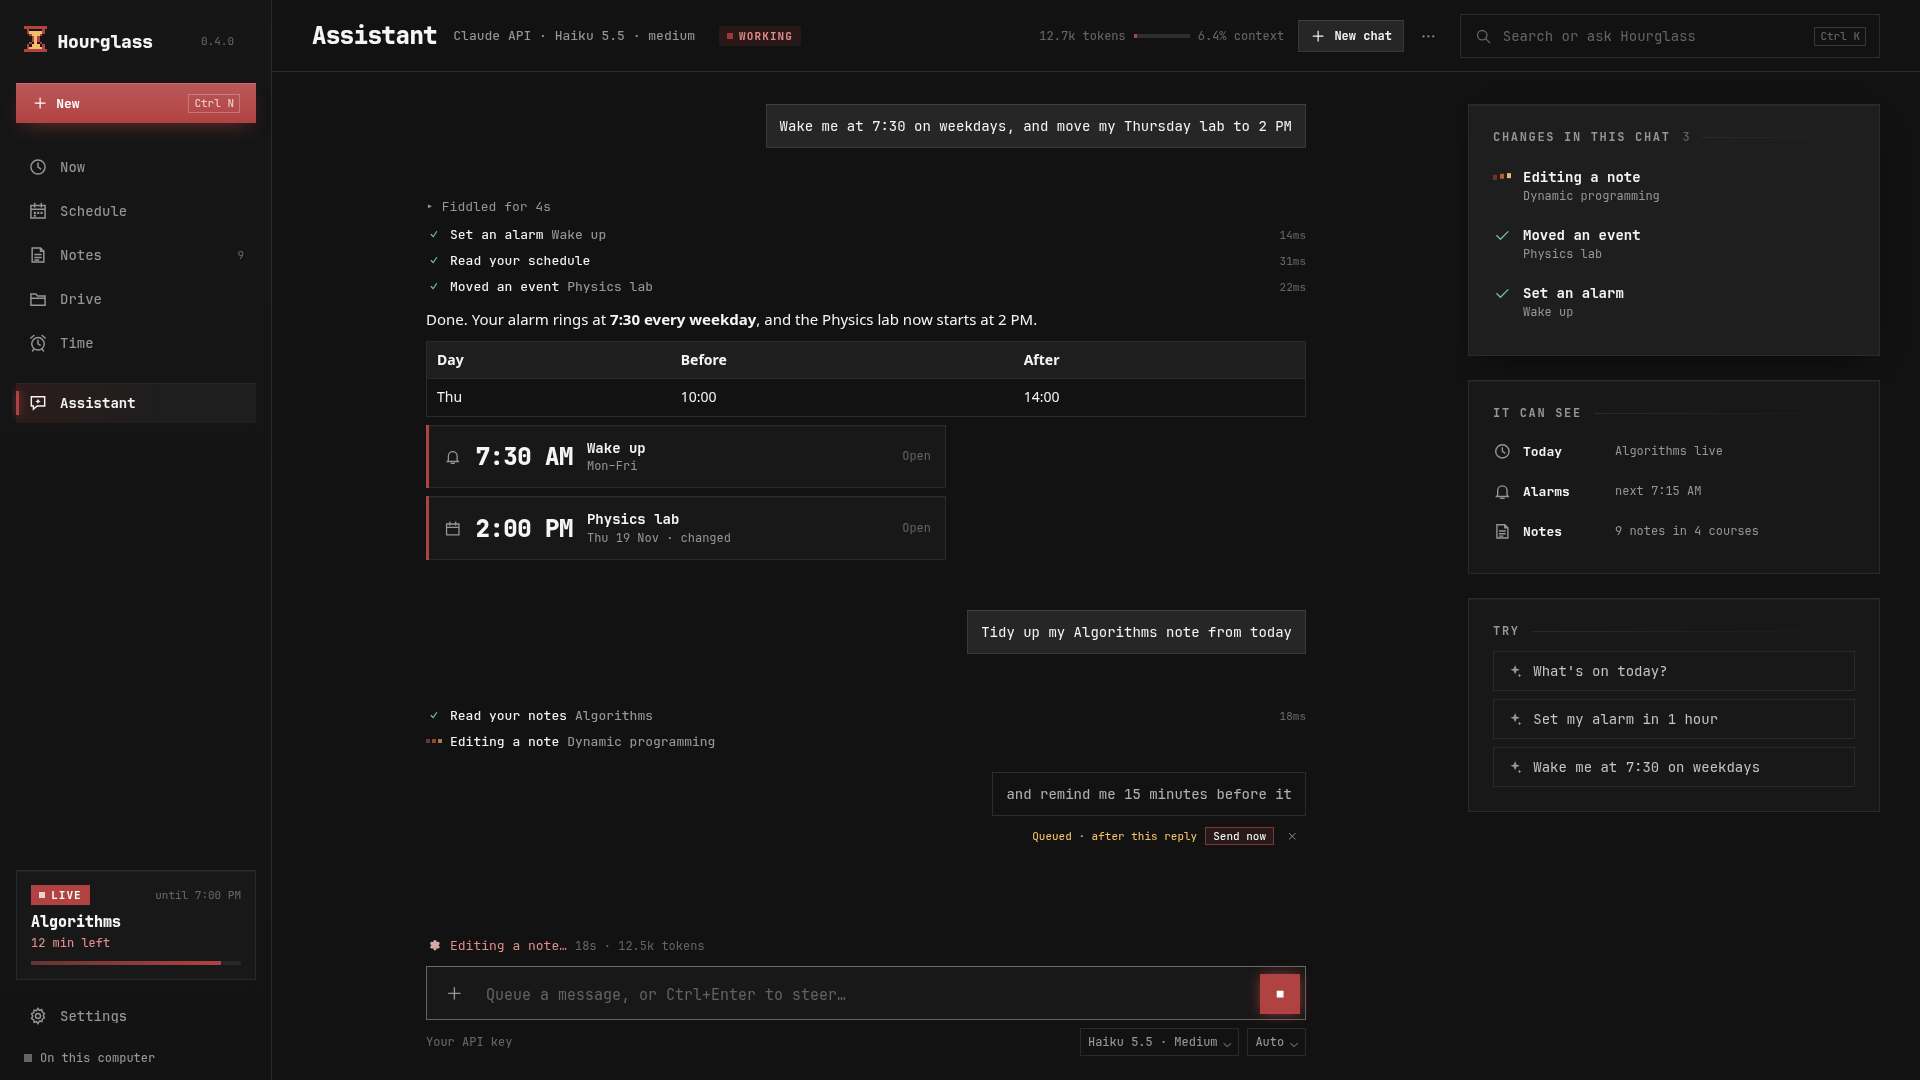 Hourglass 0.4.0
New Ctrl N
Now
Schedule
Notes 9
Drive
Time
Assistant
LIVE until 7:00 PM
Algorithms
12 min left
Settings
On this computer
Assistant Claude API · Haiku 5.5 · medium WORKING 12.7k tokens 6.4% context New chat Search or ask Hourglass Ctrl K
Wake me at 7:30 on weekdays, and move my Thursday lab to 2 PM
Fiddled for 4s
Set an alarm Wake up 14ms
Read your schedule 31ms
Moved an event Physics lab 22ms
Done. Your alarm rings at 7:30 every weekday, and the Physics lab now starts at 2 PM.
Day Before After
Thu 10:00 14:00
7:30 AM Wake up Open
Mon–Fri
2:00 PM Physics lab Open
Thu 19 Nov · changed
Tidy up my Algorithms note from today
Read your notes Algorithms 18ms
Editing a note Dynamic programming
and remind me 15 minutes before it
Queued · after this reply Send now
Editing a note… 18s · 12.5k tokens
Queue a message, or Ctrl+Enter to steer…
Your API key Haiku 5.5 · Medium Auto
CHANGES IN THIS CHAT 3
Editing a note
Dynamic programming
Moved an event
Physics lab
Set an alarm
Wake up
IT CAN SEE
Today Algorithms live
Alarms next 7:15 AM
Notes 9 notes in 4 courses
TRY
What's on today?
Set my alarm in 1 hour
Wake me at 7:30 on weekdays